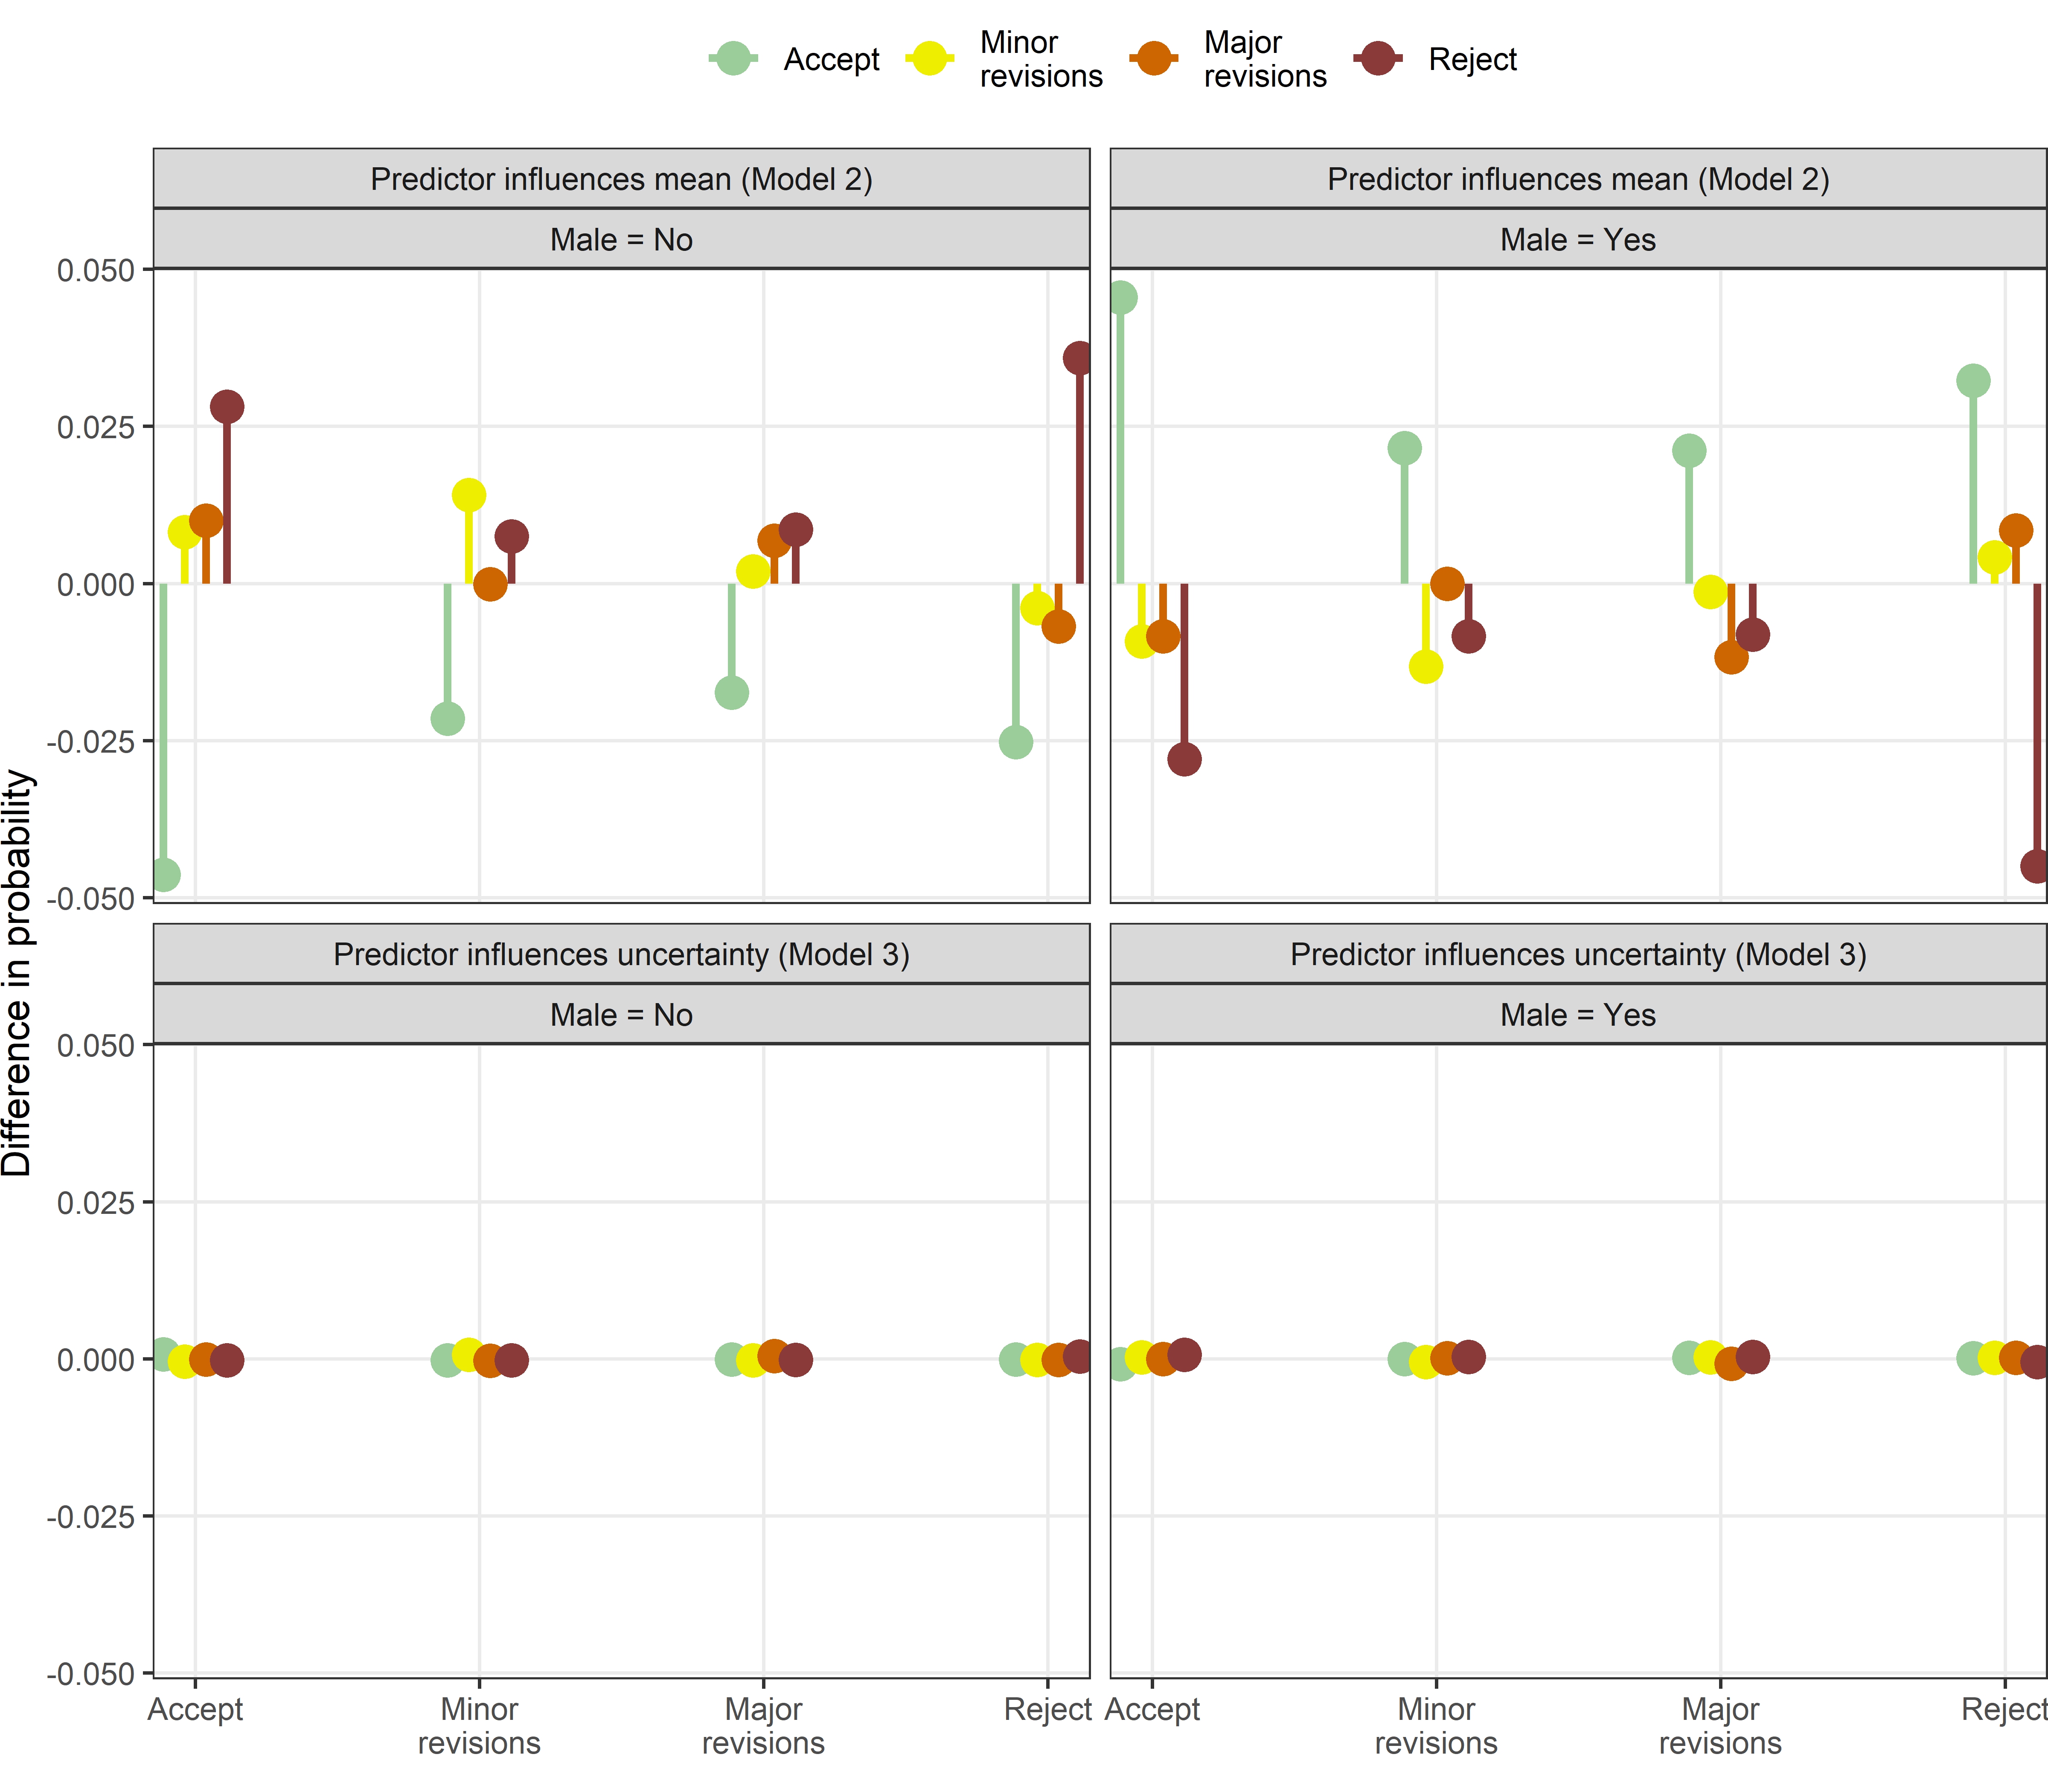 Accept
Minor
revisions
Major
revisions
Reject
Predictor influences mean (Model 2)
Predictor influences mean (Model 2)
Male = No
Male = Yes
0.050
0.025
0.000
-0.025
-0.050
Difference in probability
Predictor influences uncertainty (Model 3)
Predictor influences uncertainty (Model 3)
Male = No
Male = Yes
0.050
0.025
0.000
-0.025
-0.050
Accept
Minor
revisions
Major
revisions
Reject
Accept
Minor
revisions
Major
revisions
Reject